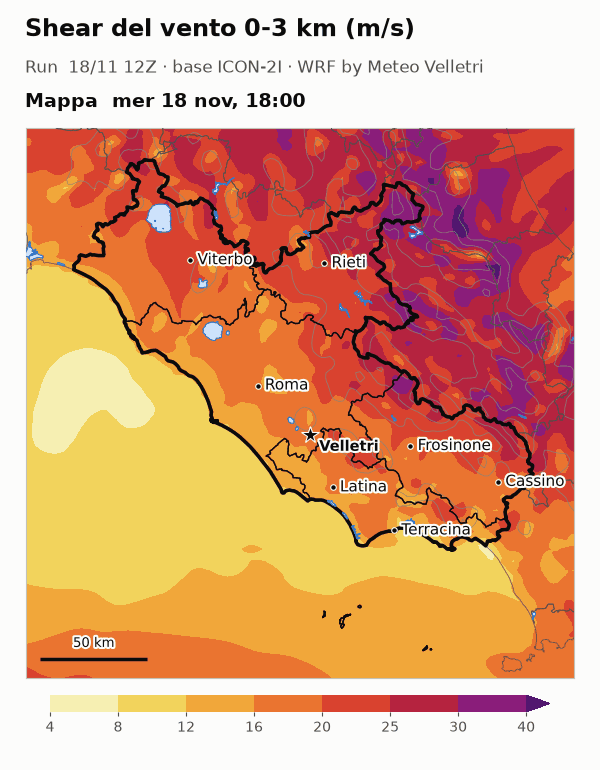 Shear del vento 0-3 km (m/s)
Run  18/11 12Z · base ICON-2I · WRF by Meteo Velletri
Mappa  mer 18 nov, 18:00
Viterbo
Rieti
Roma
Velletri
Frosinone
Cassino
Latina
Terracina
50 km
4 8 12 16 20 25 30 40